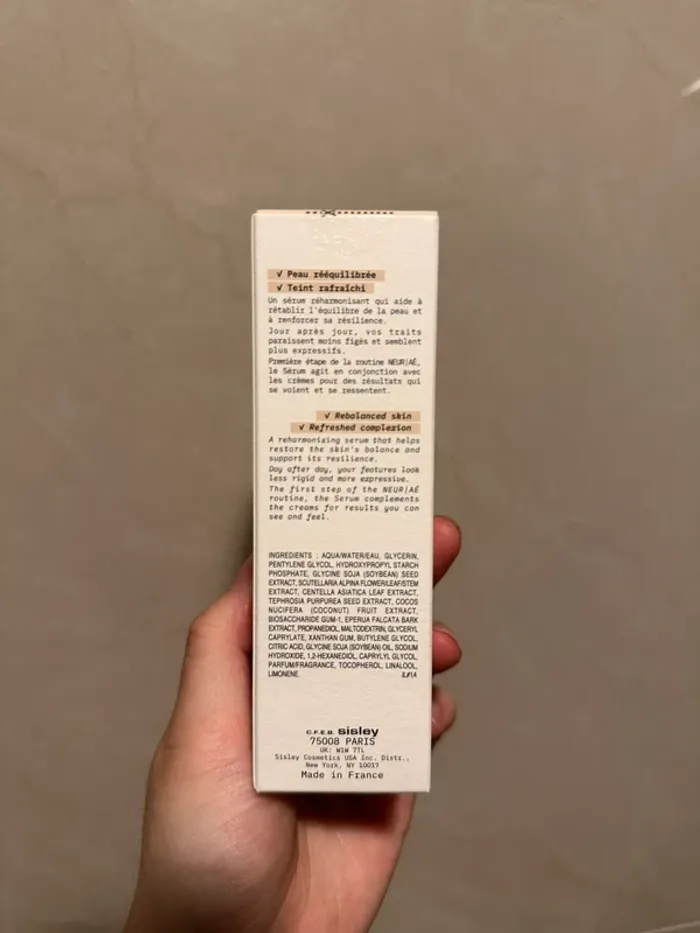 √ Peau rééquilibrée
√ Teint rafraîchi
Un sérum réharmonisant qui aide à
rétablir l'équilibre de la peau et
à renforcer sa résilience.
Jour après jour, vos traits
paraissent moins figés et semblent
plus expressifs.
Première étape de la routine NEUR|AÉ,
le Sérum agit en conjonction avec
les crèmes pour des résultats qui
se voient et se ressentent.
√ Rebalanced skin
√ Refreshed complexion
A reharmonising serum that helps
restore the skin's balance and
support its resilience.
Day after day, your features look
less rigid and more expressive.
The first step of the NEUR|AÉ
routine, the Serum complements
the creams for results you can
see and feel.
INGREDIENTS : AQUA/WATER/EAU, GLYCERIN,
PENTYLENE GLYCOL, HYDROXYPROPYL STARCH
PHOSPHATE, GLYCINE SOJA (SOYBEAN) SEED
EXTRACT, SCUTELLARIA ALPINA FLOWER/LEAF/STEM
EXTRACT, CENTELLA ASIATICA LEAF EXTRACT,
TEPHROSIA PURPUREA SEED EXTRACT, COCOS
NUCIFERA (COCONUT) FRUIT EXTRACT,
BIOSACCHARIDE GUM-1, EPERUA FALCATA BARK
EXTRACT, PROPANEDIOL, MALTODEXTRIN, GLYCERYL
CAPRYLATE, XANTHAN GUM, BUTYLENE GLYCOL,
CITRIC ACID, GLYCINE SOJA (SOYBEAN) OIL, SODIUM
HYDROXIDE, 1,2-HEXANEDIOL, CAPRYLYL GLYCOL,
PARFUM/FRAGRANCE, TOCOPHEROL, LINALOOL,
LIMONENE.
C.F.E.B. sisley
75008 PARIS
UK: W1W 7TL
Sisley Cosmetics USA Inc. Distr.,
New York, NY 10017
Made in France